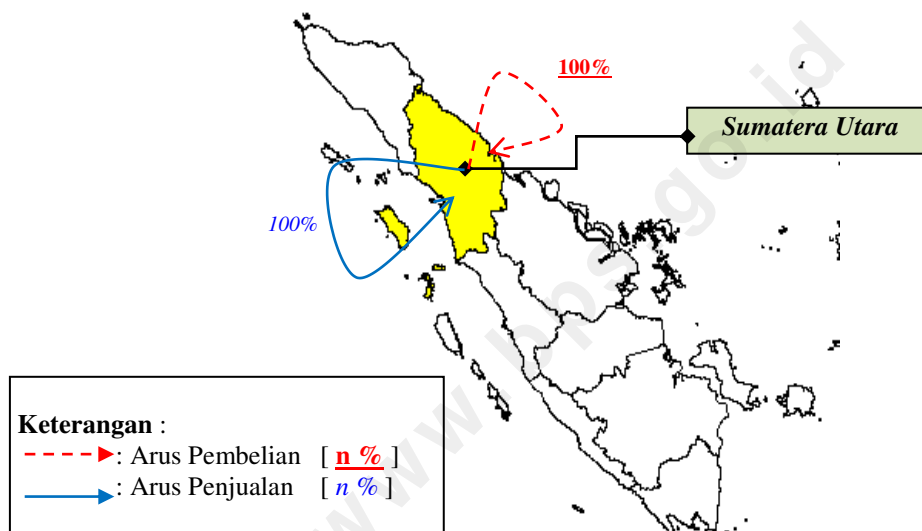 100%
Sumatera Utara
100%
Keterangan :
: Arus Pembelian [ n % ]
: Arus Penjualan [ n % ]
www.bps.go.id